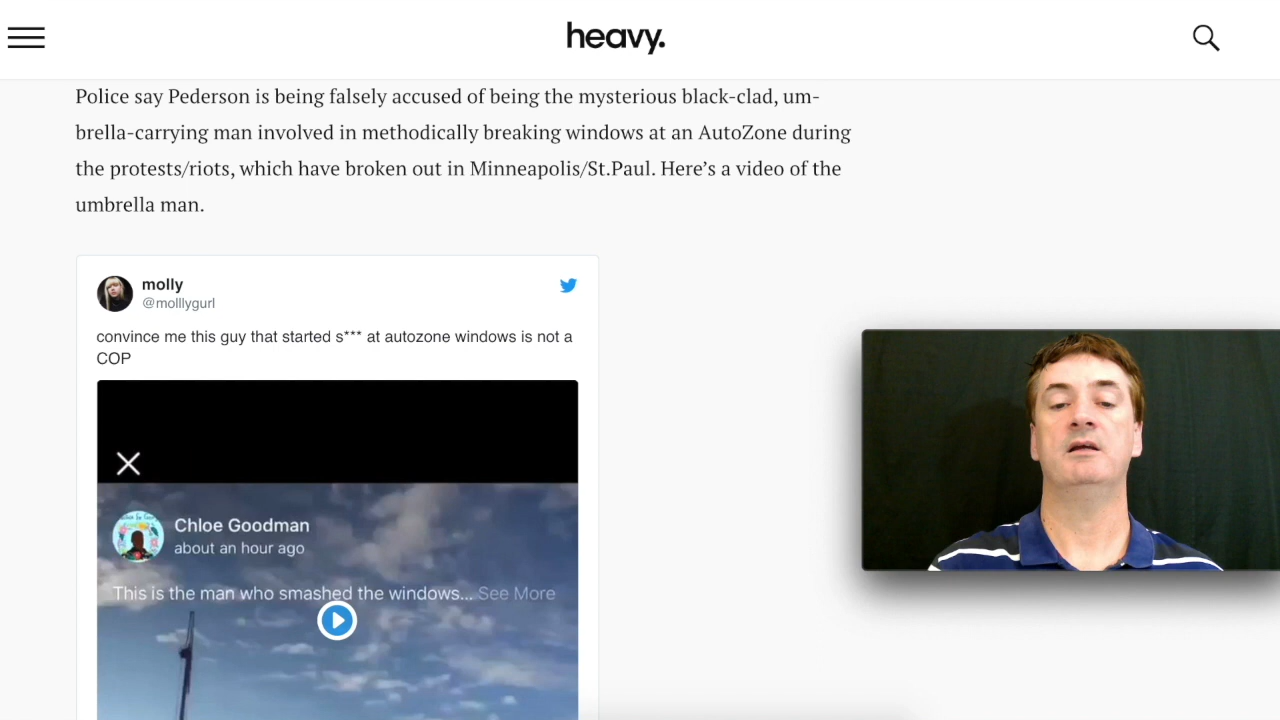 heavy.
Police say Pederson is being falsely accused of being the mysterious black-clad, um-
brella-carrying man involved in methodically breaking windows at an AutoZone during
the protests/riots, which have broken out in Minneapolis/St.Paul. Here’s a video of the
umbrella man.
molly
@molllygurl
convince me this guy that started s*** at autozone windows is not a
COP
Chloe Goodman
about an hour ago
This is the man who smashed the windows... See More